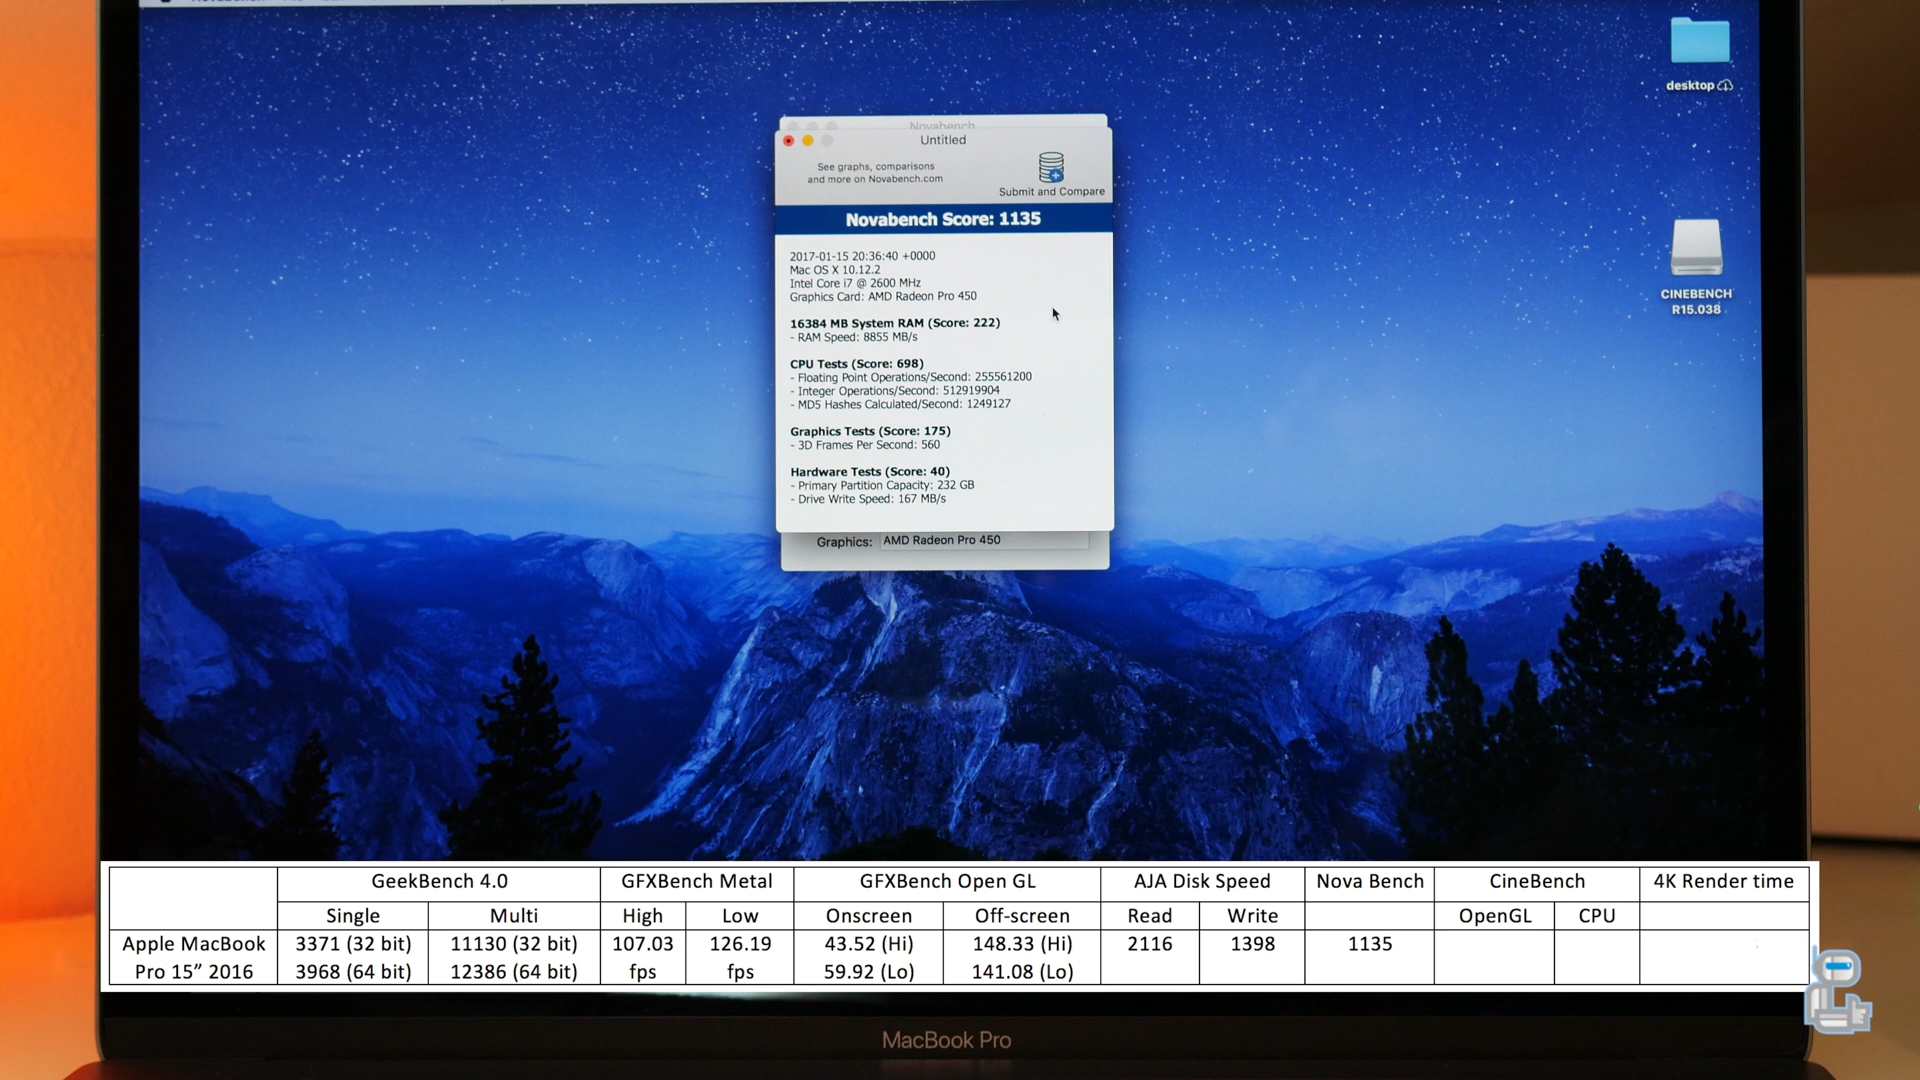 desktop
Novabench
Untitled
See graphs, comparisons
and more on Novabench.com
Submit and Compare
Novabench Score: 1135
2017-01-15 20:36:40 +0000
Mac OS X 10.12.2
Intel Core i7 @ 2600 MHz
Graphics Card: AMD Radeon Pro 450
16384 MB System RAM (Score: 222)
- RAM Speed: 8855 MB/s
CPU Tests (Score: 698)
- Floating Point Operations/Second: 255561200
- Integer Operations/Second: 512919904
- MD5 Hashes Calculated/Second: 1249127
Graphics Tests (Score: 175)
- 3D Frames Per Second: 560
Hardware Tests (Score: 40)
- Primary Partition Capacity: 232 GB
- Drive Write Speed: 167 MB/s
Graphics: AMD Radeon Pro 450
CINEBENCH
R15.038
GeekBench 4.0 GFXBench Metal GFXBench Open GL AJA Disk Speed Nova Bench CineBench 4K Render time
Single Multi High Low Onscreen Off-screen Read Write OpenGL CPU
Apple MacBook 3371 (32 bit) 11130 (32 bit) 107.03 126.19 43.52 (Hi) 148.33 (Hi) 2116 1398 1135
Pro 15” 2016 3968 (64 bit) 12386 (64 bit) fps fps 59.92 (Lo) 141.08 (Lo)
MacBook Pro